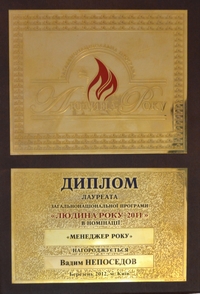 ДИПЛОМ
ЛАУРЕАТА
ЗАГАЛЬНОНАЦІОНАЛЬНОЇ ПРОГРАМИ
«ЛЮДИНА РОКУ-2011»
В НОМІНАЦІЇ
«МЕНЕДЖЕР РОКУ»
НАГОРОДЖУЄТЬСЯ
Вадим НЕПОСЕДОВ
Березень, 2012, м. Київ